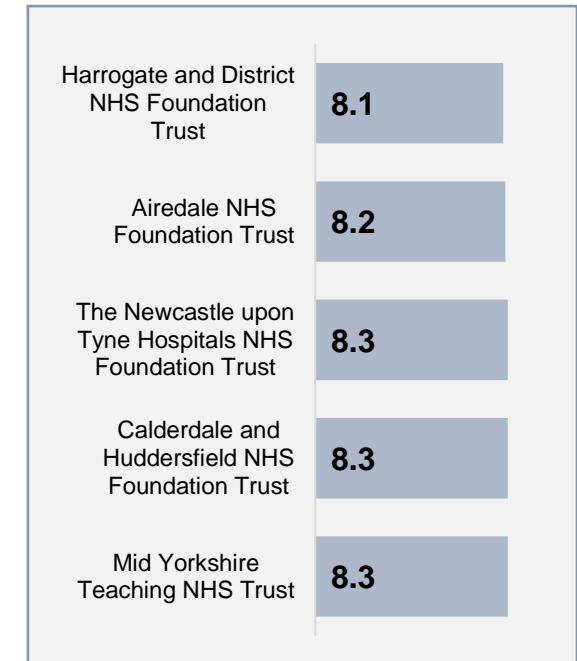 Harrogate and District
NHS Foundation
Trust
8.1
Airedale NHS
Foundation Trust
8.2
The Newcastle upon
Tyne Hospitals NHS
Foundation Trust
8.3
Calderdale and
Huddersfield NHS
Foundation Trust
8.3
Mid Yorkshire
Teaching NHS Trust
8.3